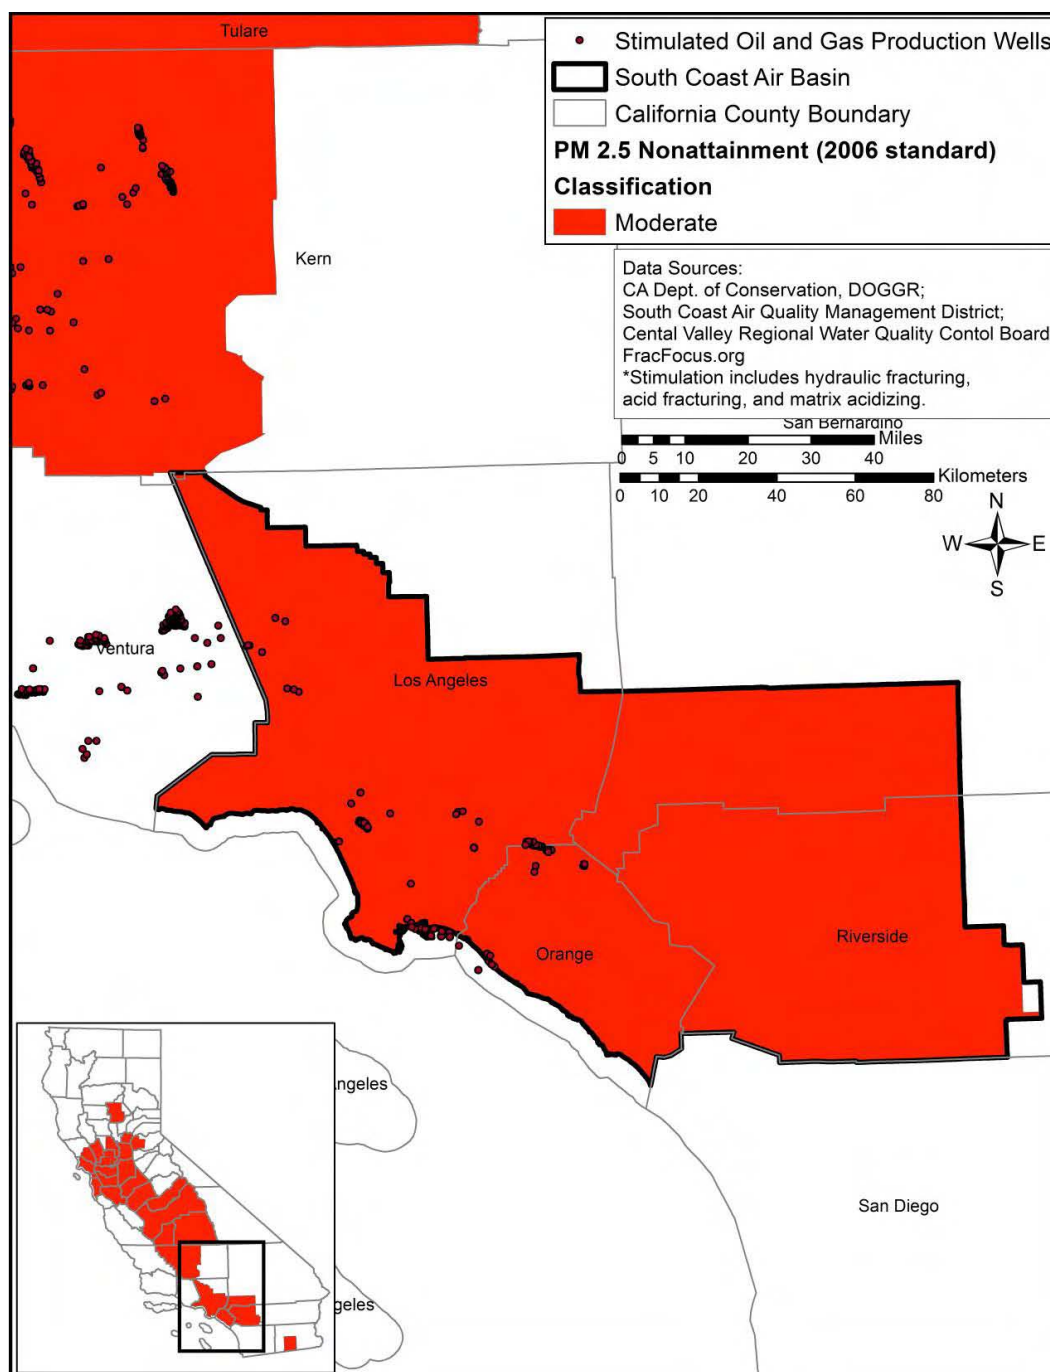 Tulare
Stimulated Oil and Gas Production Wells
South Coast Air Basin
California County Boundary
PM 2.5 Nonattainment (2006 standard)
Classification
Moderate
Kern
Data Sources:
CA Dept. of Conservation, DOGGR;
South Coast Air Quality Management District;
Cental Valley Regional Water Quality Contol Board
FracFocus.org
*Stimulation includes hydraulic fracturing,
acid fracturing, and matrix acidizing.
San Bernardino
Miles
0 5 10 20 30 40
Kilometers
0 10 20 40 60 80
N
W E
S
Ventura
Los Angeles
Riverside
Orange
ngeles
San Diego
geles